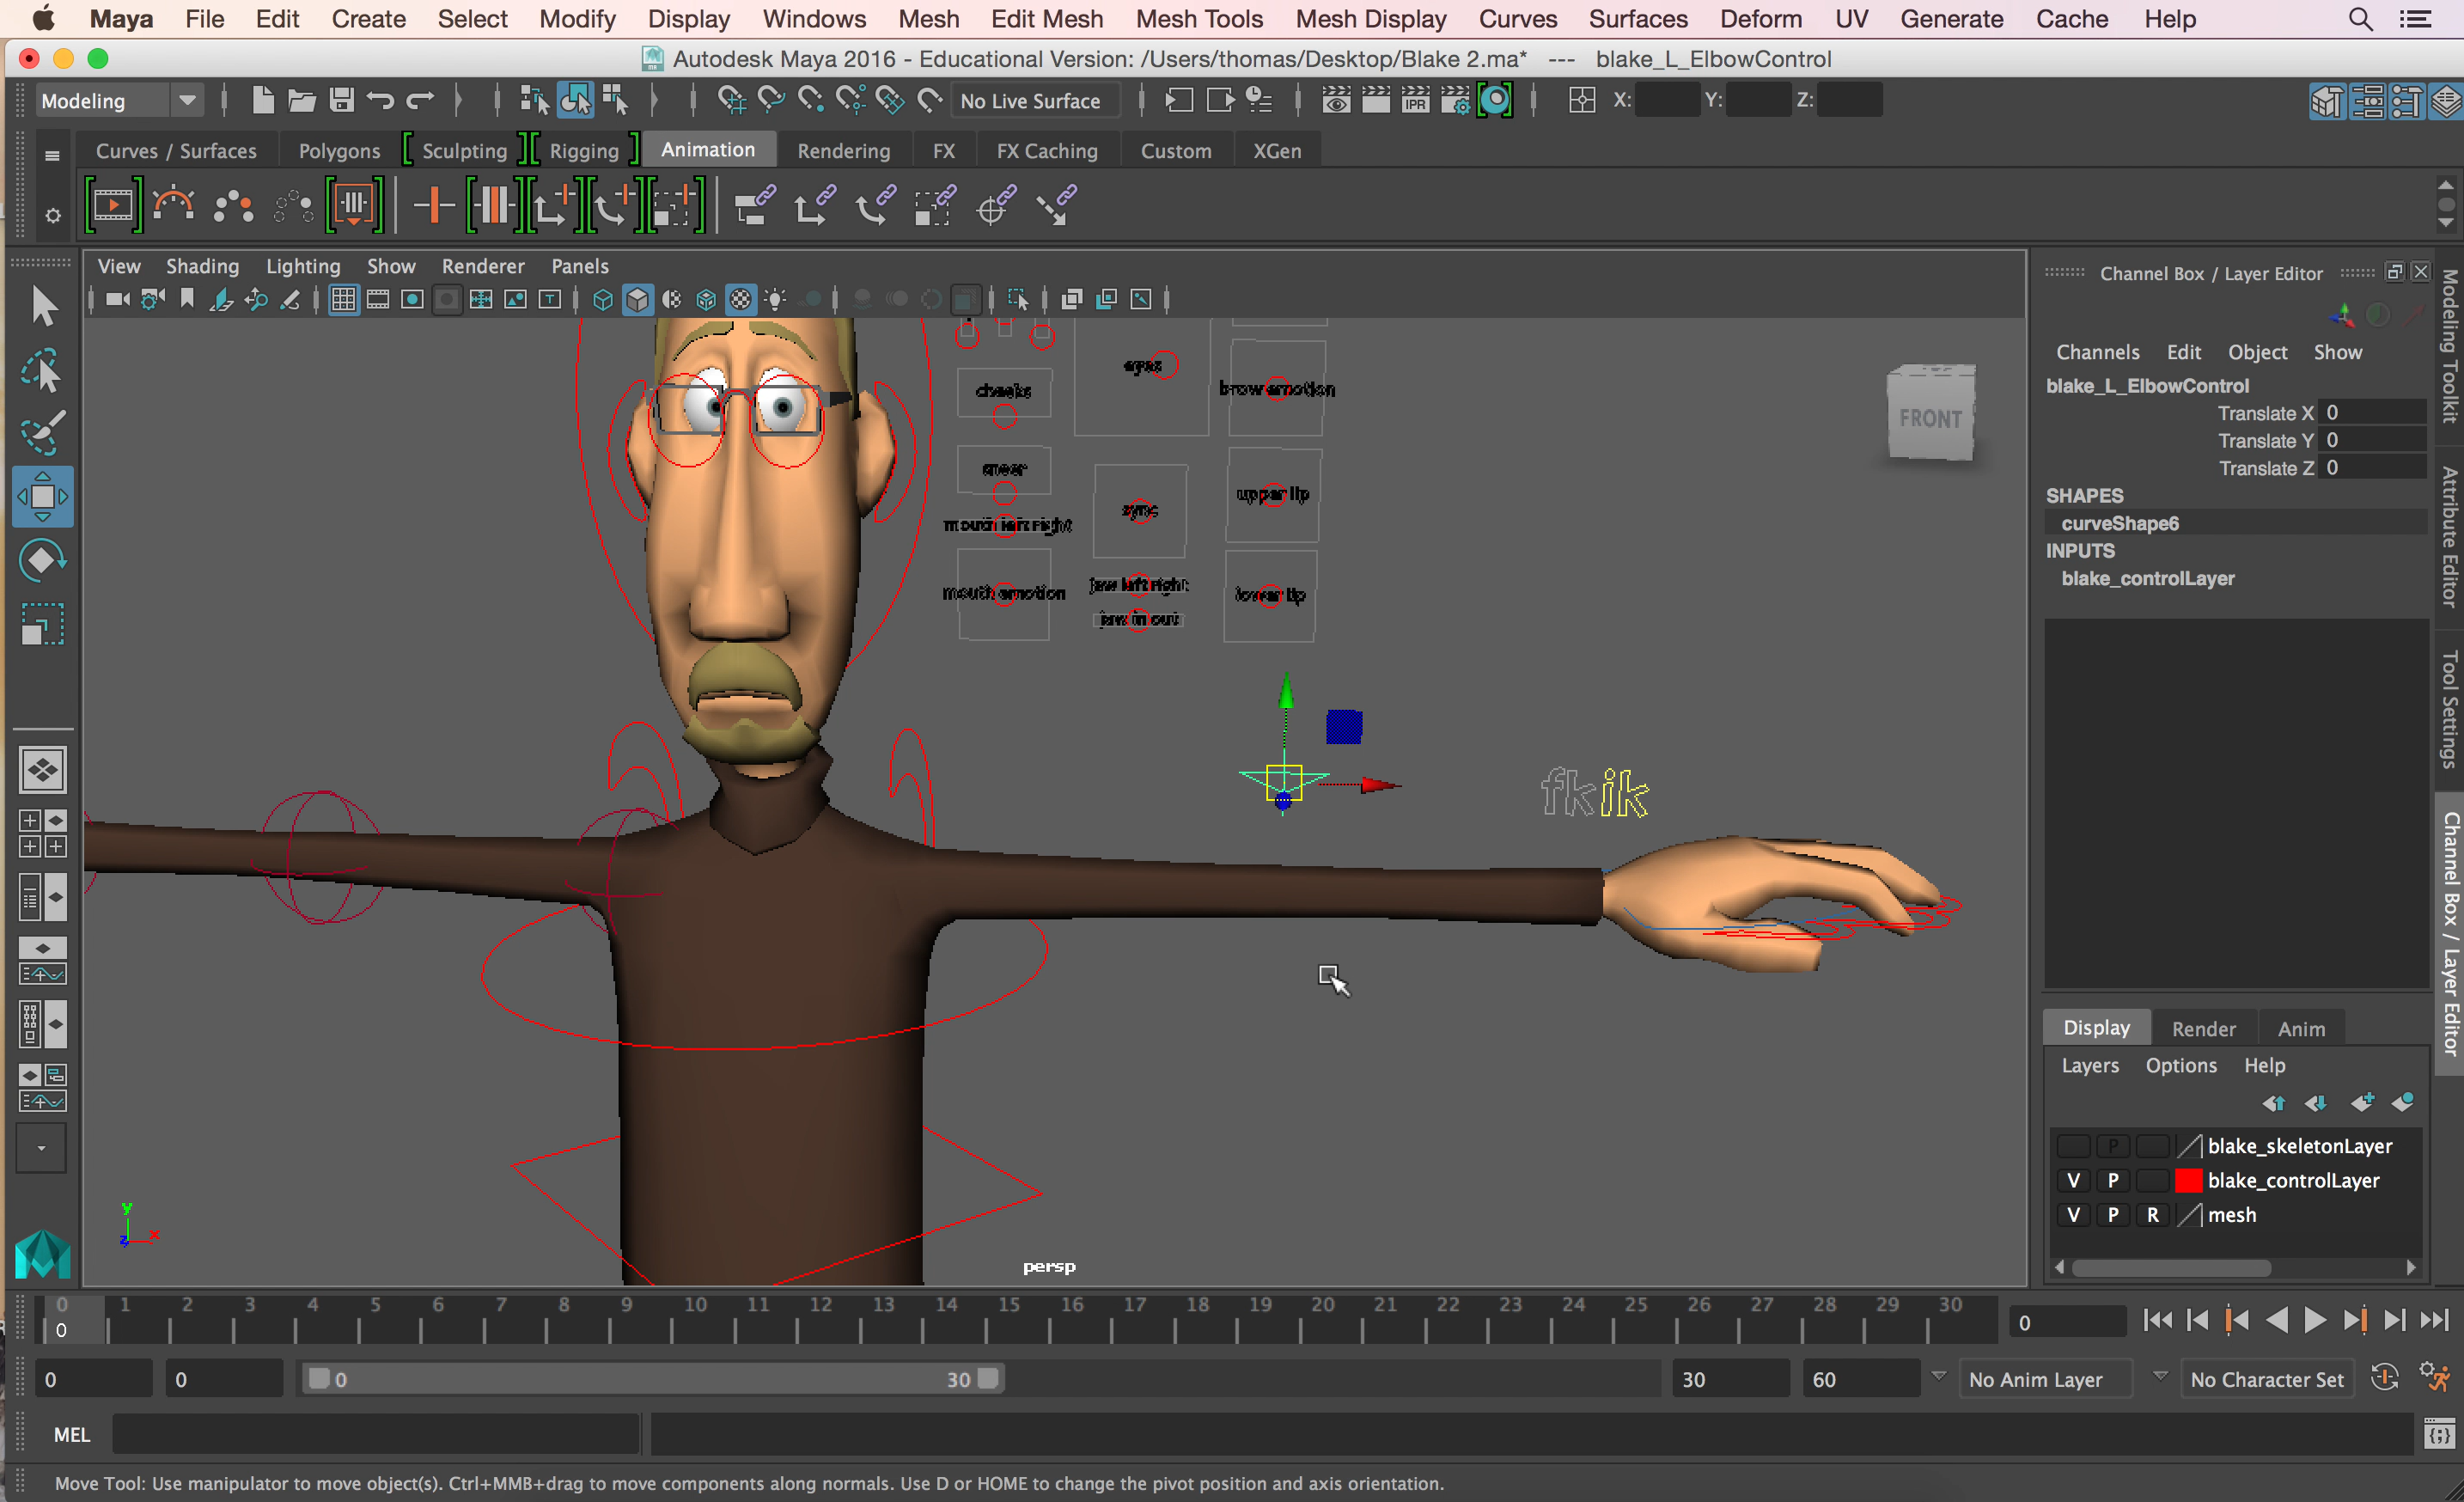 Maya File Edit Create Select Modify Display Windows Mesh Edit Mesh Mesh Tools Mesh Display Curves Surfaces Deform UV Generate Cache Help
Autodesk Maya 2016 - Educational Version: /Users/thomas/Desktop/Blake 2.ma* --- blake_L_ElbowControl
Modeling No Live Surface IPR X: Y: Z:
Curves / Surfaces Polygons Sculpting Rigging Animation Rendering FX FX Caching Custom XGen
View Shading Lighting Show Renderer Panels
Channel Box / Layer Editor
Channels Edit Object Show
blake_L_ElbowControl
Translate X 0
Translate Y 0
Translate Z 0
SHAPES
curveShape6
INPUTS
blake_controlLayer
Modeling Toolkit
Attribute Editor
Tool Settings
Channel Box / Layer Editor
FRONT
eyes
cheeks
brow emotion
sneer
upper lip
sync
mouth left right
mouth emotion
jaw left right
lower lip
jaw in out
fk ik
y
z x
persp
Display Render Anim
Layers Options Help
P blake_skeletonLayer
V P blake_controlLayer
V P R mesh
0 1 2 3 4 5 6 7 8 9 10 11 12 13 14 15 16 17 18 19 20 21 22 23 24 25 26 27 28 29 30
0 0
0 0 0 30 30 60 No Anim Layer No Character Set
MEL
Move Tool: Use manipulator to move object(s). Ctrl+MMB+drag to move components along normals. Use D or HOME to change the pivot position and axis orientation.